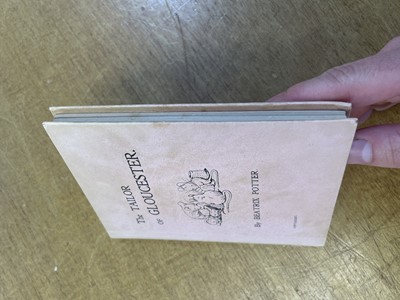 The TAILOR
OF GLOUCESTER.
By BEATRIX POTTER